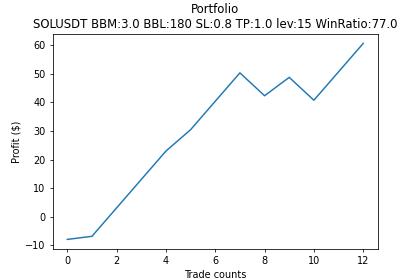 Portfolio
SOLUSDT BBM:3.0 BBL:180 SL:0.8 TP:1.0 lev:15 WinRatio:77.0
60
50
40
30
20
10
0
−10
Profit ($)
0 2 4 6 8 10 12
Trade counts